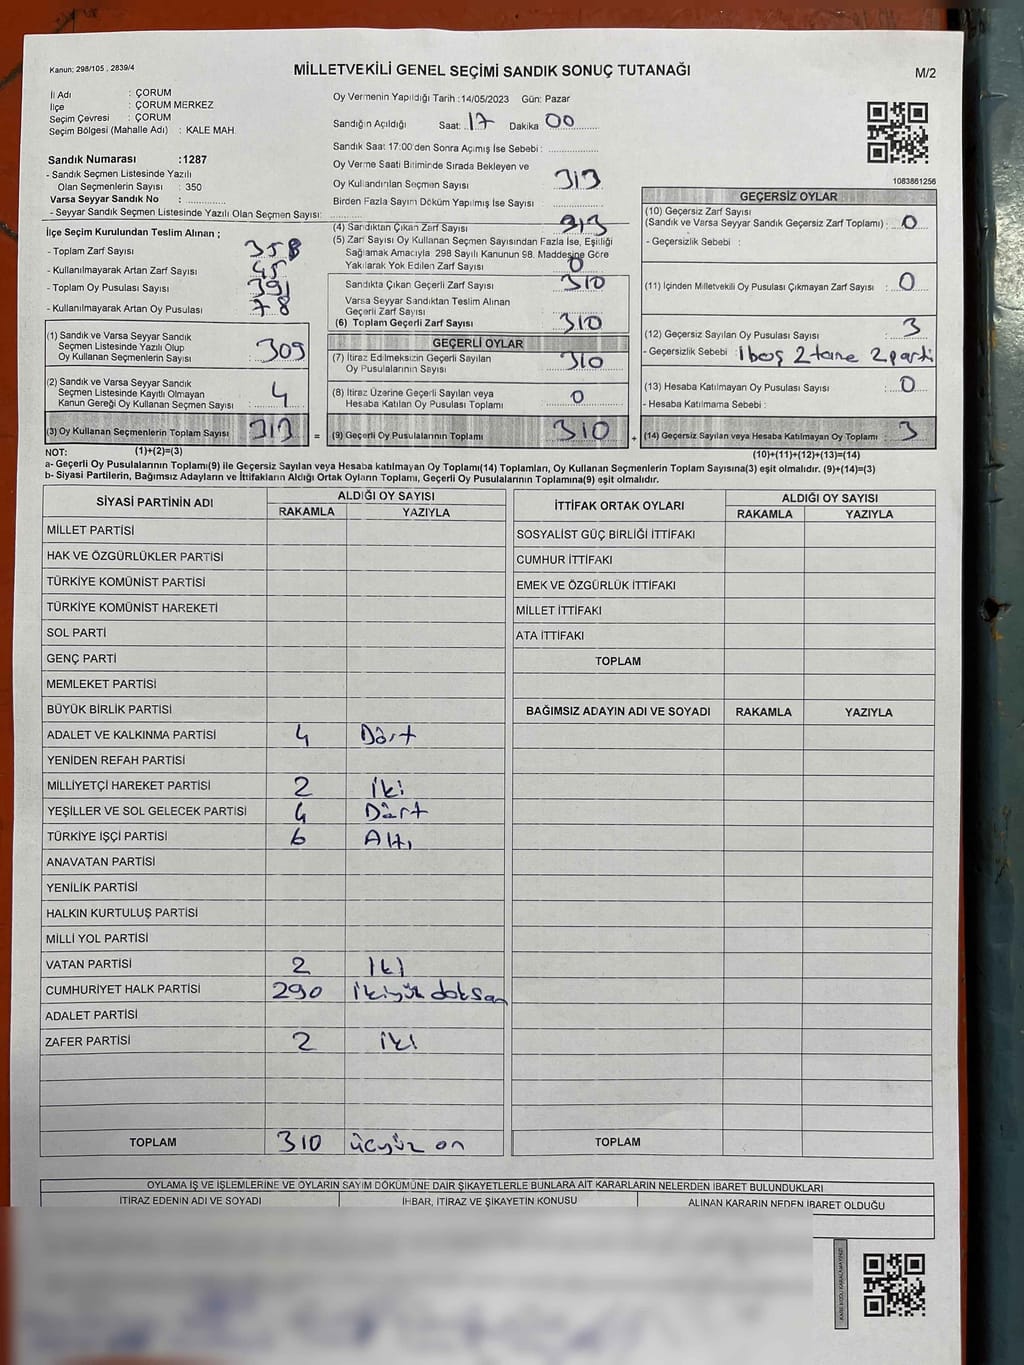 Kanun: 298/105 , 2839/4
MİLLETVEKİLİ GENEL SEÇİMİ SANDIK SONUÇ TUTANAĞI
M/2
İl Adı : ÇORUM
İlçe : ÇORUM MERKEZ
Seçim Çevresi : ÇORUM
Seçim Bölgesi (Mahalle Adı) : KALE MAH.
Sandık Numarası :1287
- Sandık Seçmen Listesinde Yazılı
Olan Seçmenlerin Sayısı : 350
Varsa Seyyar Sandık No :
- Seyyar Sandık Seçmen Listesinde Yazılı Olan Seçmen Sayısı:
Oy Vermenin Yapıldığı Tarih :14/05/2023 Gün: Pazar
Sandığın Açıldığı Saat: 17 Dakika 00
Sandık Saat 17:00'den Sonra Açımış İse Sebebi :
Oy Verme Saati Bitiminde Sırada Bekleyen ve
Oy Kullandırılan Seçmen Sayısı 313
Birden Fazla Sayım Döküm Yapılmış İse Sayısı :
1083861256
İlçe Seçim Kurulundan Teslim Alınan ;
- Toplam Zarf Sayısı 358
- Kullanılmayarak Artan Zarf Sayısı 45
- Toplam Oy Pusulası Sayısı 391
- Kullanılmayarak Artan Oy Pusulası 78
(1) Sandık ve Varsa Seyyar Sandık
Seçmen Listesinde Yazılı Olup
Oy Kullanan Seçmenlerin Sayısı : 309
(2) Sandık ve Varsa Seyyar Sandık
Seçmen Listesinde Kayıtlı Olmayan
Kanun Gereği Oy Kullanan Seçmen Sayısı : 4
(3) Oy Kullanan Seçmenlerin Toplam Sayısı 313 =
(4) Sandıktan Çıkan Zarf Sayısı 313
(5) Zarf Sayısı Oy Kullanan Seçmen Sayısından Fazla İse, Eşitliği
Sağlamak Amacıyla 298 Sayılı Kanunun 98. Maddesine Göre
Yakılarak Yok Edilen Zarf Sayısı 0
Sandıkta Çıkan Geçerli Zarf Sayısı 310
Varsa Seyyar Sandıktan Teslim Alınan
Geçerli Zarf Sayısı
(6) Toplam Geçerli Zarf Sayısı 310
GEÇERLİ OYLAR
(7) İtiraz Edilmeksizin Geçerli Sayılan
Oy Pusulalarının Sayısı 310
(8) İtiraz Üzerine Geçerli Sayılan veya
Hesaba Katılan Oy Pusulası Toplamı 0
(9) Geçerli Oy Pusulalarının Toplamı 310 +
GEÇERSİZ OYLAR
(10) Geçersiz Zarf Sayısı
(Sandık ve Varsa Seyyar Sandık Geçersiz Zarf Toplamı) : 0
- Geçersizlik Sebebi :
(11) İçinden Milletvekili Oy Pusulası Çıkmayan Zarf Sayısı : 0
(12) Geçersiz Sayılan Oy Pusulası Sayısı : 3
- Geçersizlik Sebebi : 1 boş 2 tane 2 parti
(13) Hesaba Katılmayan Oy Pusulası Sayısı : 0
- Hesaba Katılmama Sebebi :
(14) Geçersiz Sayılan veya Hesaba Katılmayan Oy Toplamı : 3
NOT: (1)+(2)=(3) (10)+(11)+(12)+(13)=(14)
a- Geçerli Oy Pusulalarının Toplamı(9) ile Geçersiz Sayılan veya Hesaba Katılmayan Oy Toplamı(14) Toplamları, Oy Kullanan Seçmenlerin Toplam Sayısına(3) eşit olmalıdır. (9)+(14)=(3)
b- Siyasi Partilerin, Bağımsız Adayların ve İttifakların Aldığı Oyların Toplamı, Geçerli Oy Pusulalarının Toplamına(9) eşit olmalıdır.
SİYASİ PARTİNİN ADI ALDIĞI OY SAYISI
RAKAMLA YAZIYLA
MİLLET PARTİSİ
HAK VE ÖZGÜRLÜKLER PARTİSİ
TÜRKİYE KOMÜNİST PARTİSİ
TÜRKİYE KOMÜNİST HAREKETİ
SOL PARTİ
GENÇ PARTİ
MEMLEKET PARTİSİ
BÜYÜK BİRLİK PARTİSİ
ADALET VE KALKINMA PARTİSİ 4 Dört
YENİDEN REFAH PARTİSİ
MİLLİYETÇİ HAREKET PARTİSİ 2 iki
YEŞİLLER VE SOL GELECEK PARTİSİ 4 Dört
TÜRKİYE İŞÇİ PARTİSİ 6 Altı
ANAVATAN PARTİSİ
YENİLİK PARTİSİ
HALKIN KURTULUŞ PARTİSİ
MİLLİ YOL PARTİSİ
VATAN PARTİSİ 2 iki
CUMHURİYET HALK PARTİSİ 290 ikiyüz doksan
ADALET PARTİSİ
ZAFER PARTİSİ 2 iki
TOPLAM 310 üçyüz on
İTTİFAK ORTAK OYLARI ALDIĞI OY SAYISI
RAKAMLA YAZIYLA
SOSYALİST GÜÇ BİRLİĞİ İTTİFAKI
CUMHUR İTTİFAKI
EMEK VE ÖZGÜRLÜK İTTİFAKI
MİLLET İTTİFAKI
ATA İTTİFAKI
TOPLAM
BAĞIMSIZ ADAYIN ADI VE SOYADI RAKAMLA YAZIYLA
TOPLAM
OYLAMA İŞ VE İŞLEMLERİNE VE OYLARIN SAYIM DÖKÜMÜNE DAİR ŞİKAYETLERLE BUNLARA AİT KARARLARIN NELERDEN İBARET BULUNDUKLARI
İTİRAZ EDENİN ADI VE SOYADI İHBAR, İTİRAZ VE ŞİKAYETİN KONUSU ALINAN KARARIN NEDEN İBARET OLDUĞU